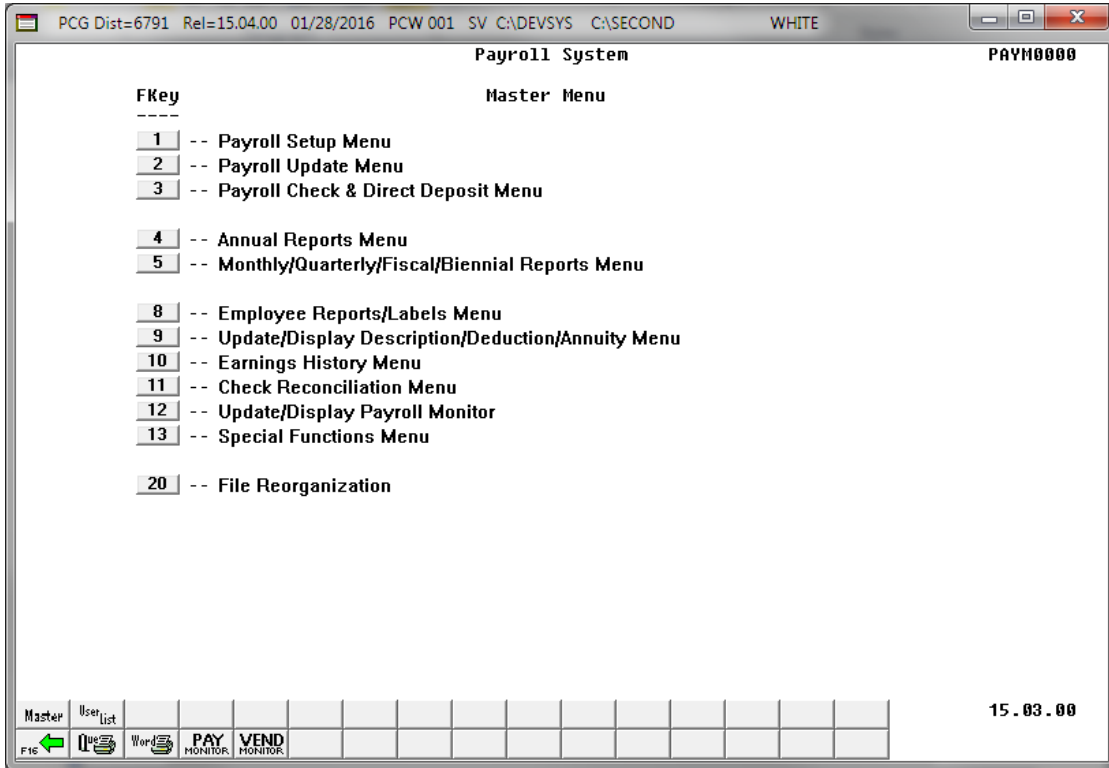 PCG Dist=6791 Rel=15.04.00 01/28/2016 PCW 001 SV C:\DEVSYS C:\SECOND WHITE
Payroll System PAYM0000
FKey Master Menu
----
1 -- Payroll Setup Menu
2 -- Payroll Update Menu
3 -- Payroll Check & Direct Deposit Menu
4 -- Annual Reports Menu
5 -- Monthly/Quarterly/Fiscal/Biennial Reports Menu
8 -- Employee Reports/Labels Menu
9 -- Update/Display Description/Deduction/Annuity Menu
10 -- Earnings History Menu
11 -- Check Reconciliation Menu
12 -- Update/Display Payroll Monitor
13 -- Special Functions Menu
20 -- File Reorganization
Master User List 15.03.00
F16 Que Word PAY MONITOR VEND MONITOR